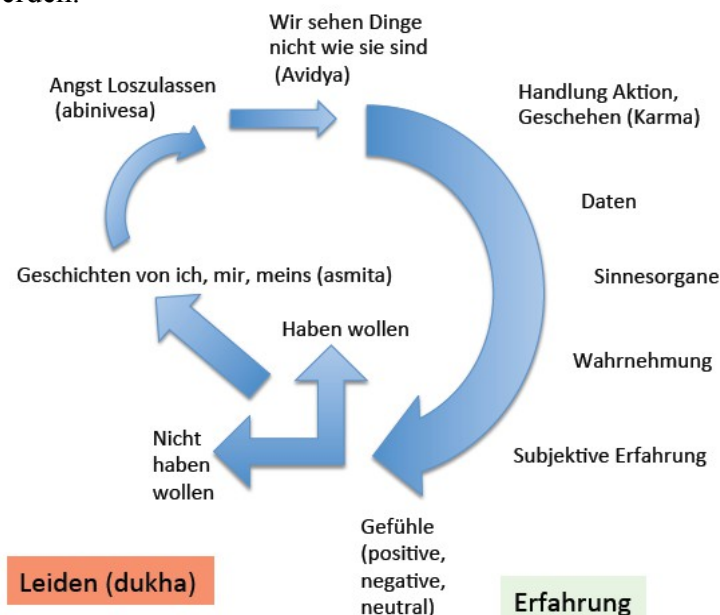 Wir sehen Dinge
nicht wie sie sind
(Avidya)
Angst Loszulassen
(abinivesa)
Handlung Aktion,
Geschehen (Karma)
Daten
Sinnesorgane
Geschichten von ich, mir, meins (asmita)
Haben wollen
Wahrnehmung
Nicht
haben
wollen
Subjektive Erfahrung
Gefühle
(positive,
negative,
neutral)
Leiden (dukha)
Erfahrung